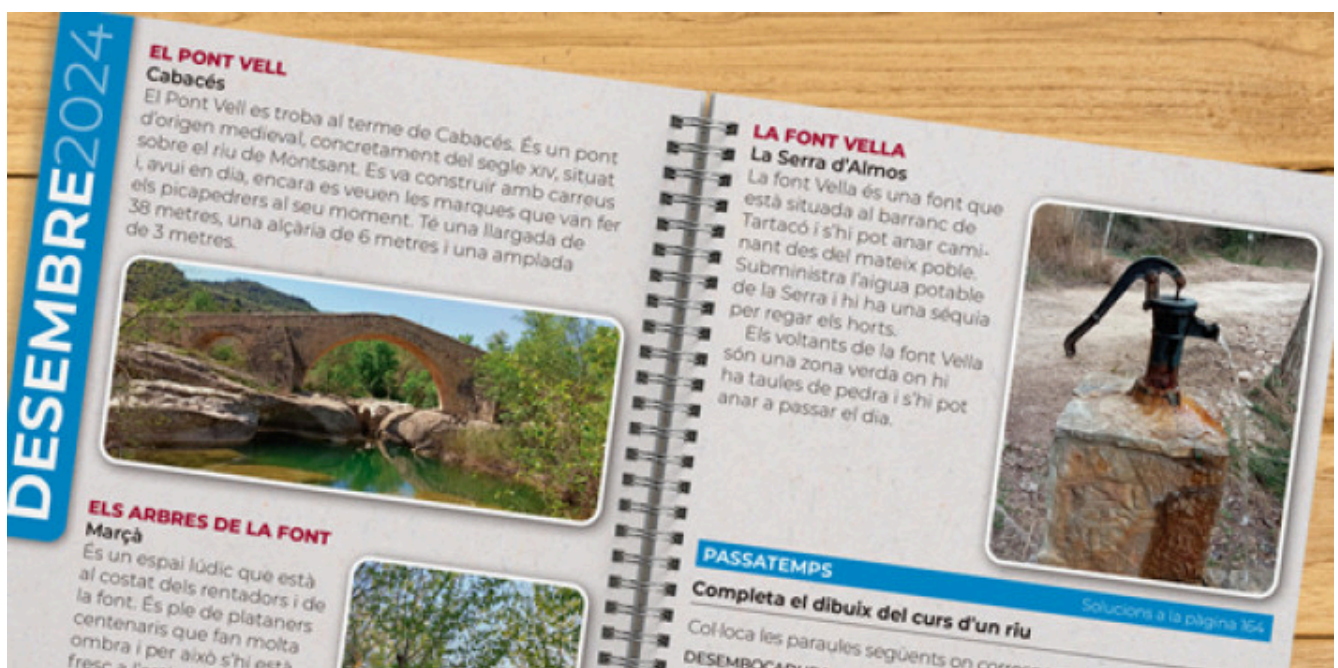 DESEMBRE2024
EL PONT VELL
Cabacés
El Pont Vell es troba al terme de Cabacés. És un pont
d'origen medieval, concretament del segle XIV, situat
sobre el riu de Montsant. Es va construir amb carreus
i, avui en dia, encara es veuen les marques que van fer
els picapedrers al seu moment. Té una llargada de
38 metres, una alçària de 6 metres i una amplada
de 3 metres.
ELS ARBRES DE LA FONT
Marçà
És un espai lúdic que està
al costat dels rentadors i de
la font. És ple de plataners
centenaris que fan molta
ombra i per això s'hi està
LA FONT VELLA
La Serra d'Almos
La font Vella és una font que
està situada al barranc de
Tartacó i s'hi pot anar cami-
nant des del mateix poble.
Subministra l'aigua potable
de la Serra i hi ha una séquia
per regar els horts.
Els voltants de la font Vella
són una zona verda on hi
ha taules de pedra i s'hi pot
anar a passar el dia.
PASSATEMPS
Solucions a la pàgina 164
Completa el dibuix del curs d'un riu
Col·loca les paraules següents on